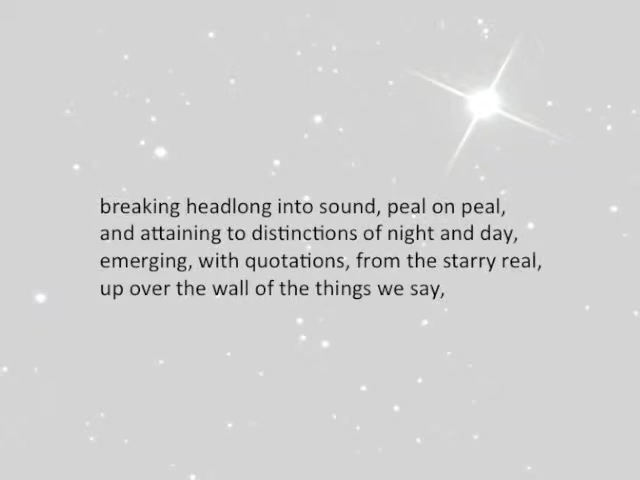 breaking headlong into sound, peal on peal,
and attaining to distinctions of night and day,
emerging, with quotations, from the starry real,
up over the wall of the things we say,